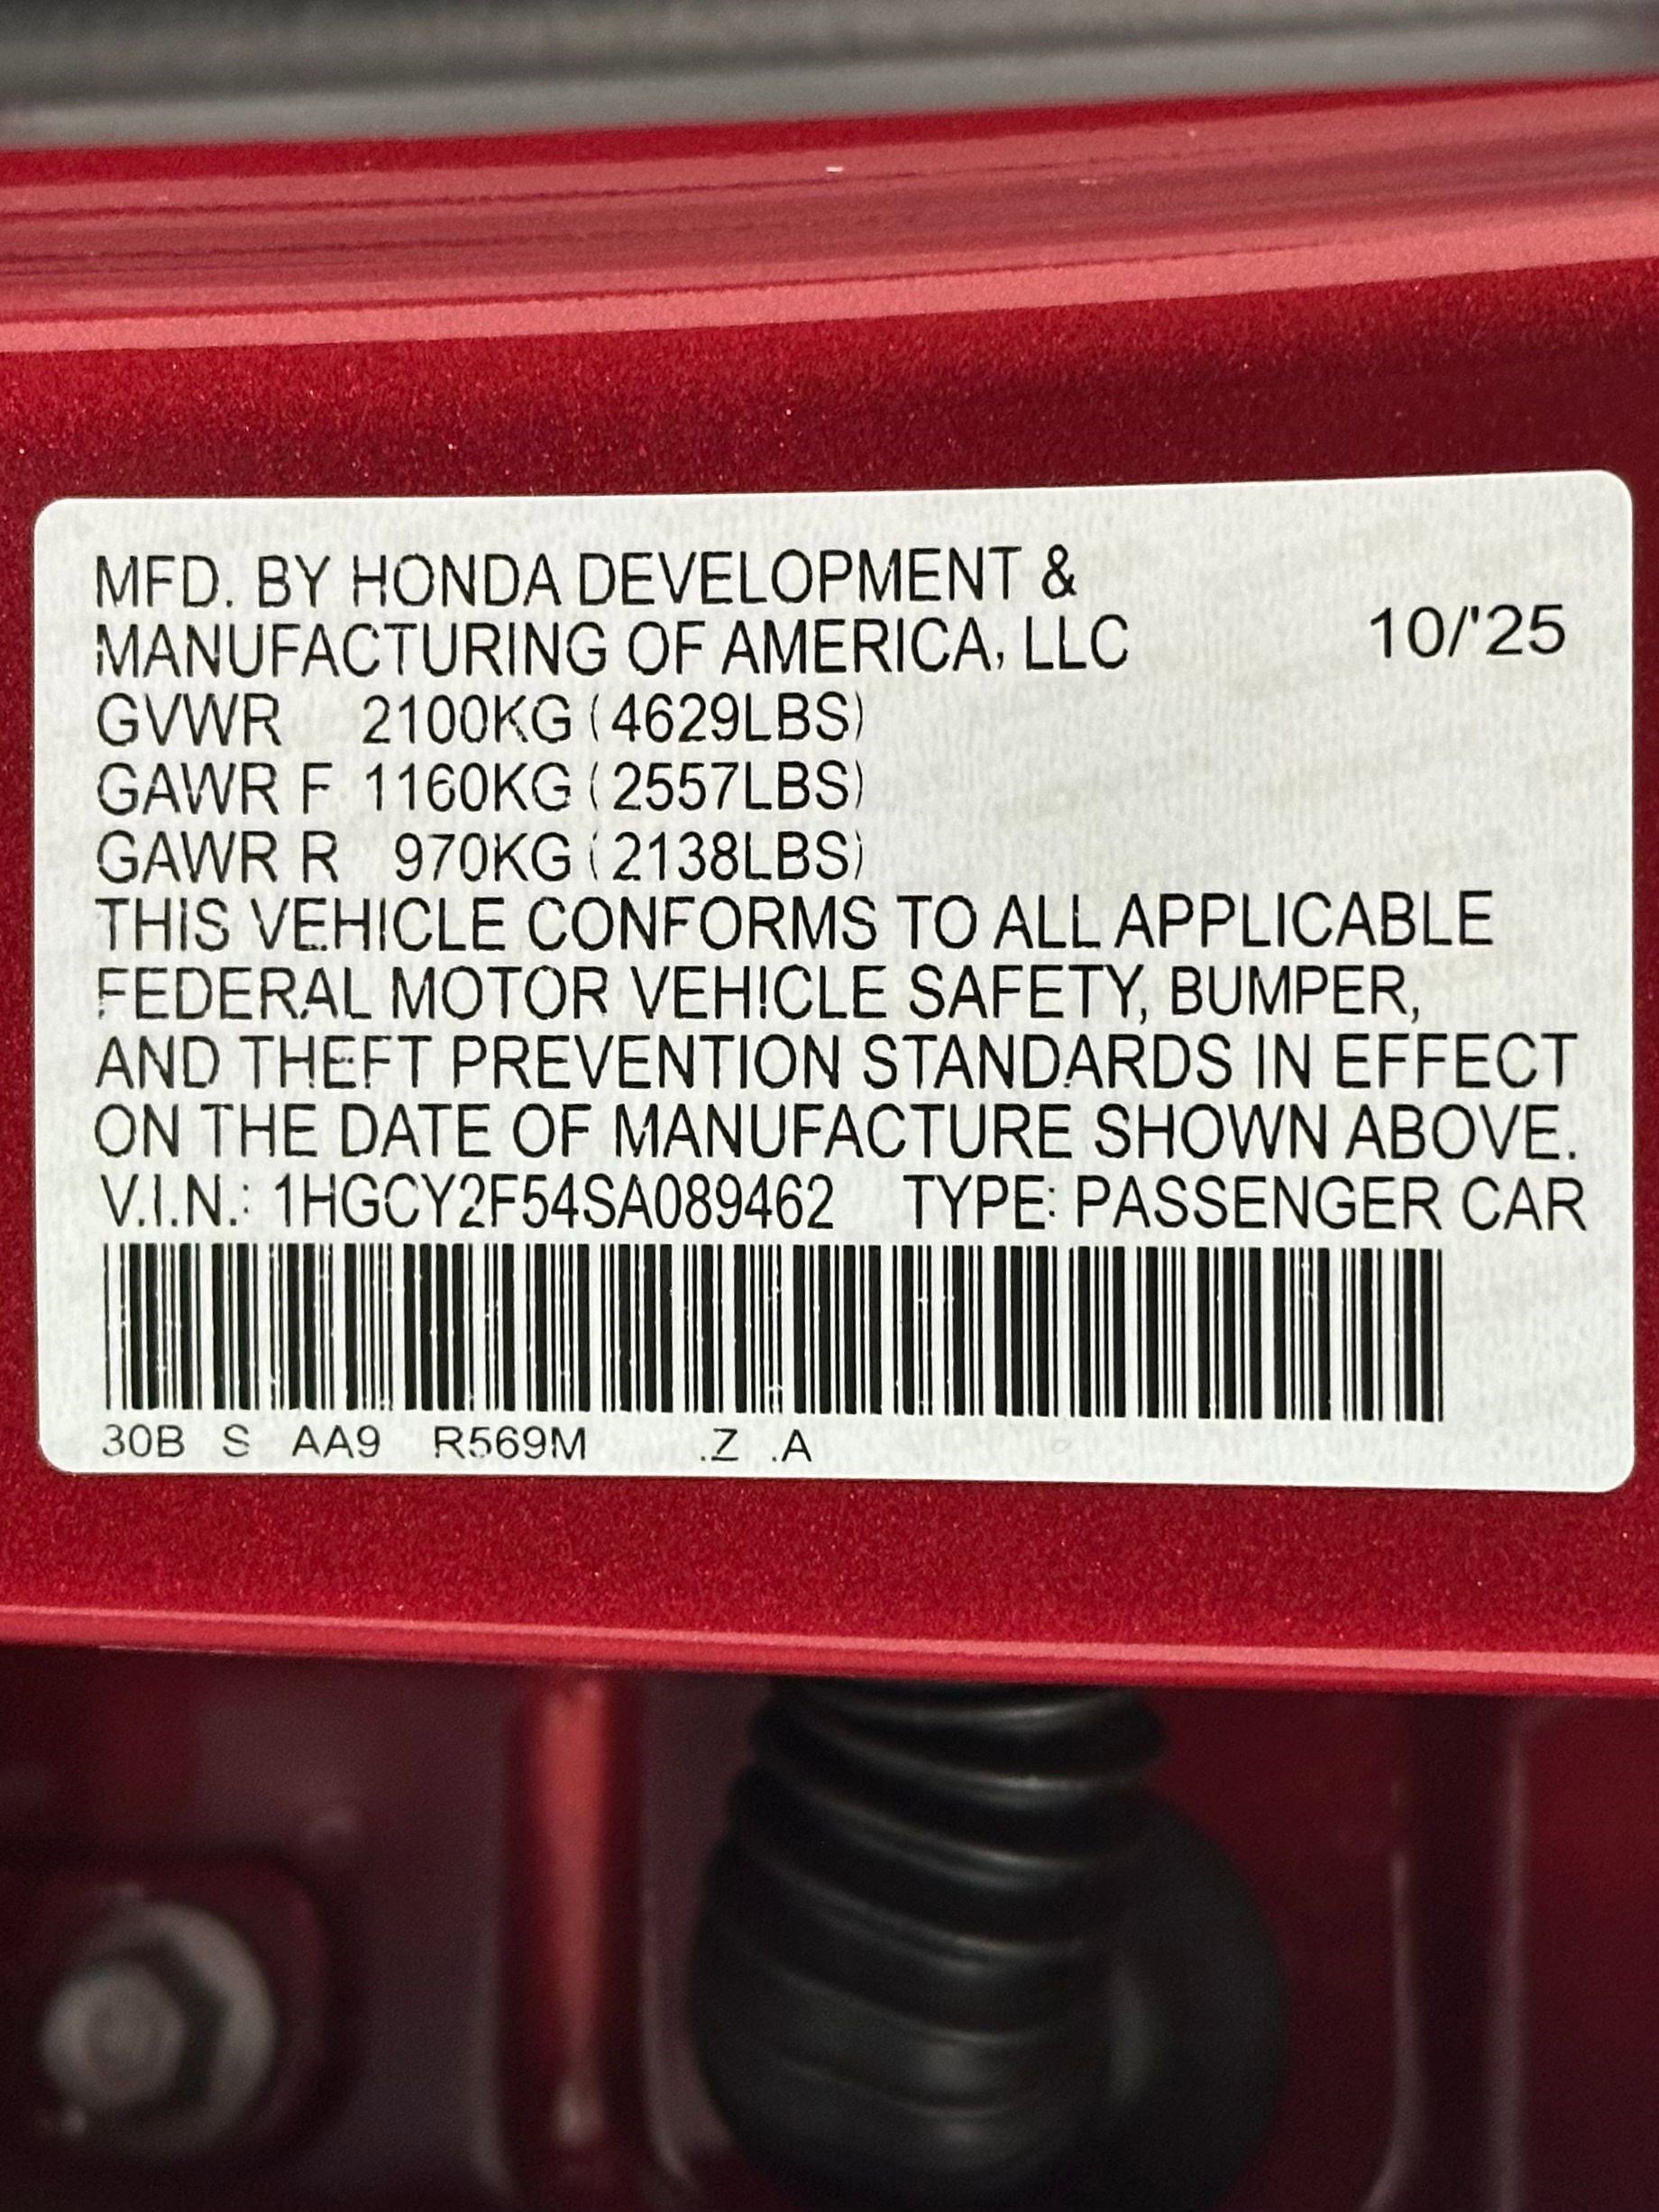 MFD. BY HONDA DEVELOPMENT &
MANUFACTURING OF AMERICA, LLC 10/'25
GVWR 2100KG (4629LBS)
GAWR F 1160KG (2557LBS)
GAWR R 970KG (2138LBS)
THIS VEHICLE CONFORMS TO ALL APPLICABLE
FEDERAL MOTOR VEHICLE SAFETY, BUMPER,
AND THEFT PREVENTION STANDARDS IN EFFECT
ON THE DATE OF MANUFACTURE SHOWN ABOVE.
V.I.N.: 1HGCY2F54SA089462 TYPE: PASSENGER CAR
30B S AA9 R569M .Z .A